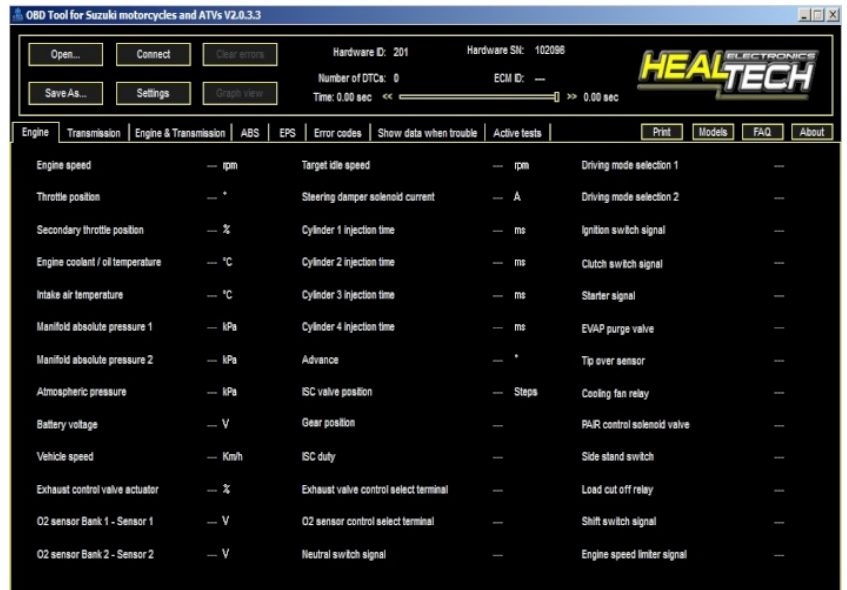 OBD Tool for Suzuki motorcycles and ATVs V2.0.3.3
Open... Connect Clear errors Hardware ID: 201 Hardware SN: 102096
Number of DTCs: 0 ECM ID: ---
Save As... Settings Graph view Time: 0.00 sec << >> 0.00 sec
HEALTECH ELECTRONICS
Engine Transmission Engine & Transmission ABS EPS Error codes Show data when trouble Active tests Print Models FAQ About
Engine speed --- rpm Target idle speed --- rpm Driving mode selection 1 ---
Throttle position --- ° Steering damper solenoid current --- A Driving mode selection 2 ---
Secondary throttle position --- % Cylinder 1 injection time --- ms Ignition switch signal ---
Engine coolant / oil temperature --- °C Cylinder 2 injection time --- ms Clutch switch signal ---
Intake air temperature --- °C Cylinder 3 injection time --- ms Starter signal ---
Manifold absolute pressure 1 --- kPa Cylinder 4 injection time --- ms EVAP purge valve ---
Manifold absolute pressure 2 --- kPa Advance --- ° Tip over sensor ---
Atmospheric pressure --- kPa ISC valve position --- Steps Cooling fan relay ---
Battery voltage --- V Gear position --- PAIR control solenoid valve ---
Vehicle speed --- Km/h ISC duty --- Side stand switch ---
Exhaust control valve actuator --- % Exhaust valve control select terminal --- Load cut off relay ---
O2 sensor Bank 1 - Sensor 1 --- V O2 sensor control select terminal --- Shift switch signal ---
O2 sensor Bank 2 - Sensor 2 --- V Neutral switch signal --- Engine speed limiter signal ---